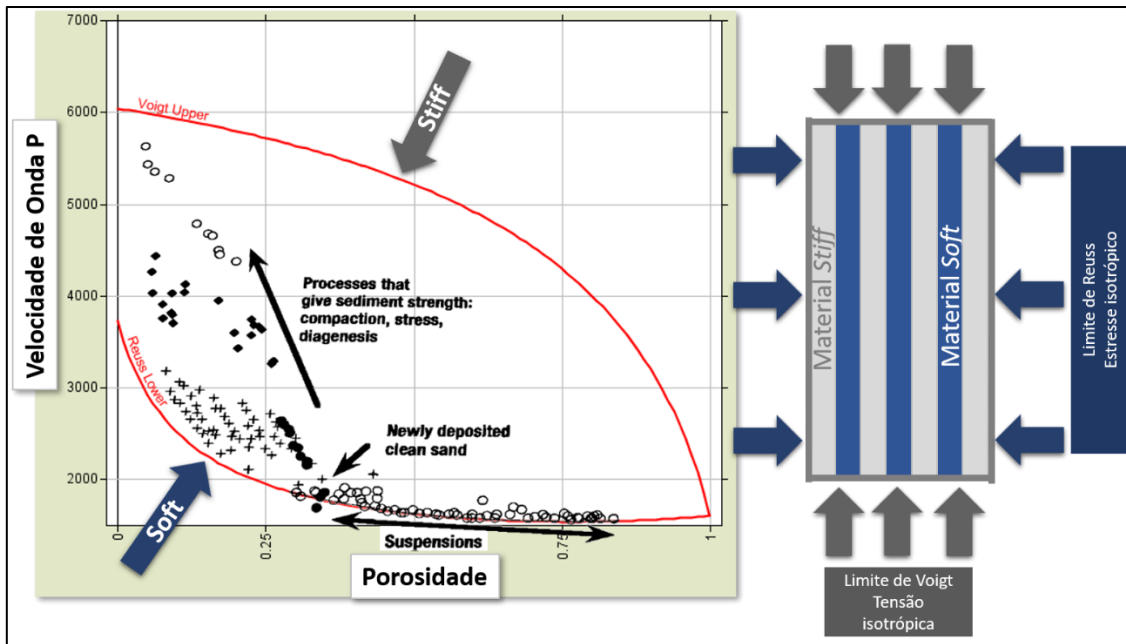 7000
6000
5000
4000
3000
2000
Velocidade de Onda P
Voigt Upper
Stiff
Reuss Lower
Soft
Processes that
give sediment strength:
compaction, stress,
diagenesis
Newly deposited
clean sand
Suspensions
0
0.25
0.75
1
Porosidade
Material Stiff
Material Soft
Limite de Reuss
Estresse isotrópico
Limite de Voigt
Tensão
isotrópica